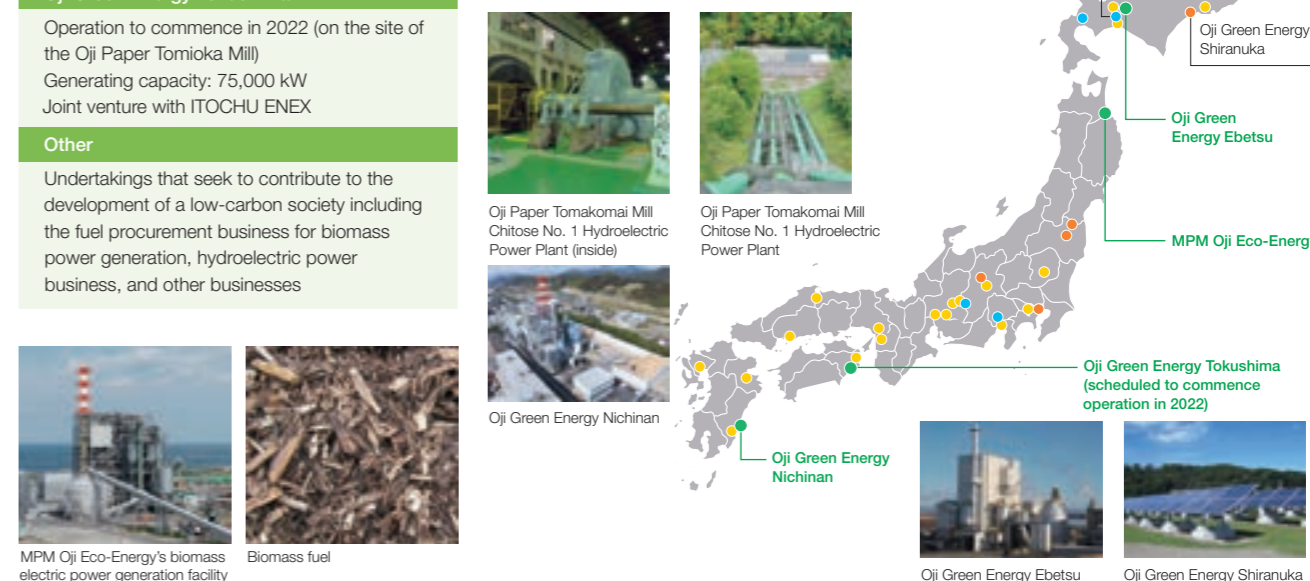 Operation to commence in 2022 (on the site of
the Oji Paper Tomioka Mill)
Generating capacity: 75,000 kW
Joint venture with ITOCHU ENEX
Other
Undertakings that seek to contribute to the
development of a low-carbon society including
the fuel procurement business for biomass
power generation, hydroelectric power
business, and other businesses
MPM Oji Eco-Energy's biomass
electric power generation facility
Biomass fuel
Oji Paper Tomakomai Mill
Chitose No. 1 Hydroelectric
Power Plant (inside)
Oji Paper Tomakomai Mill
Chitose No. 1 Hydroelectric
Power Plant
Oji Green Energy Nichinan
Oji Green Energy
Shiranuka
Oji Green
Energy Ebetsu
MPM Oji Eco-Energ
Oji Green Energy Tokushima
(scheduled to commence
operation in 2022)
Oji Green Energy
Nichinan
Oji Green Energy Ebetsu
Oji Green Energy Shiranuka